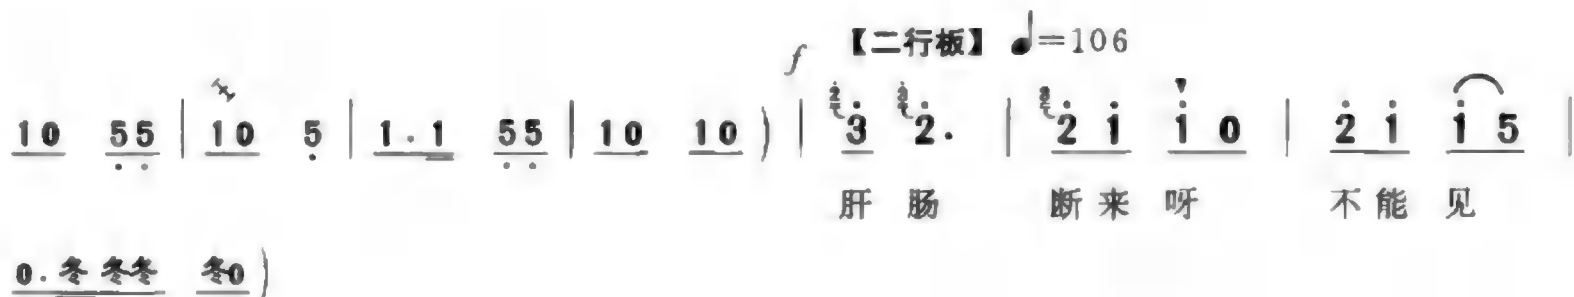 f 【二行板】 ♩=106
10 55 | 10 5 | 1·1 55 | 10 10 ) | 3 2· | 2 1 1 0 | 2 1 1 5 |
肝 肠 断 来 呀 不 能 见
0·冬 冬冬 冬0)